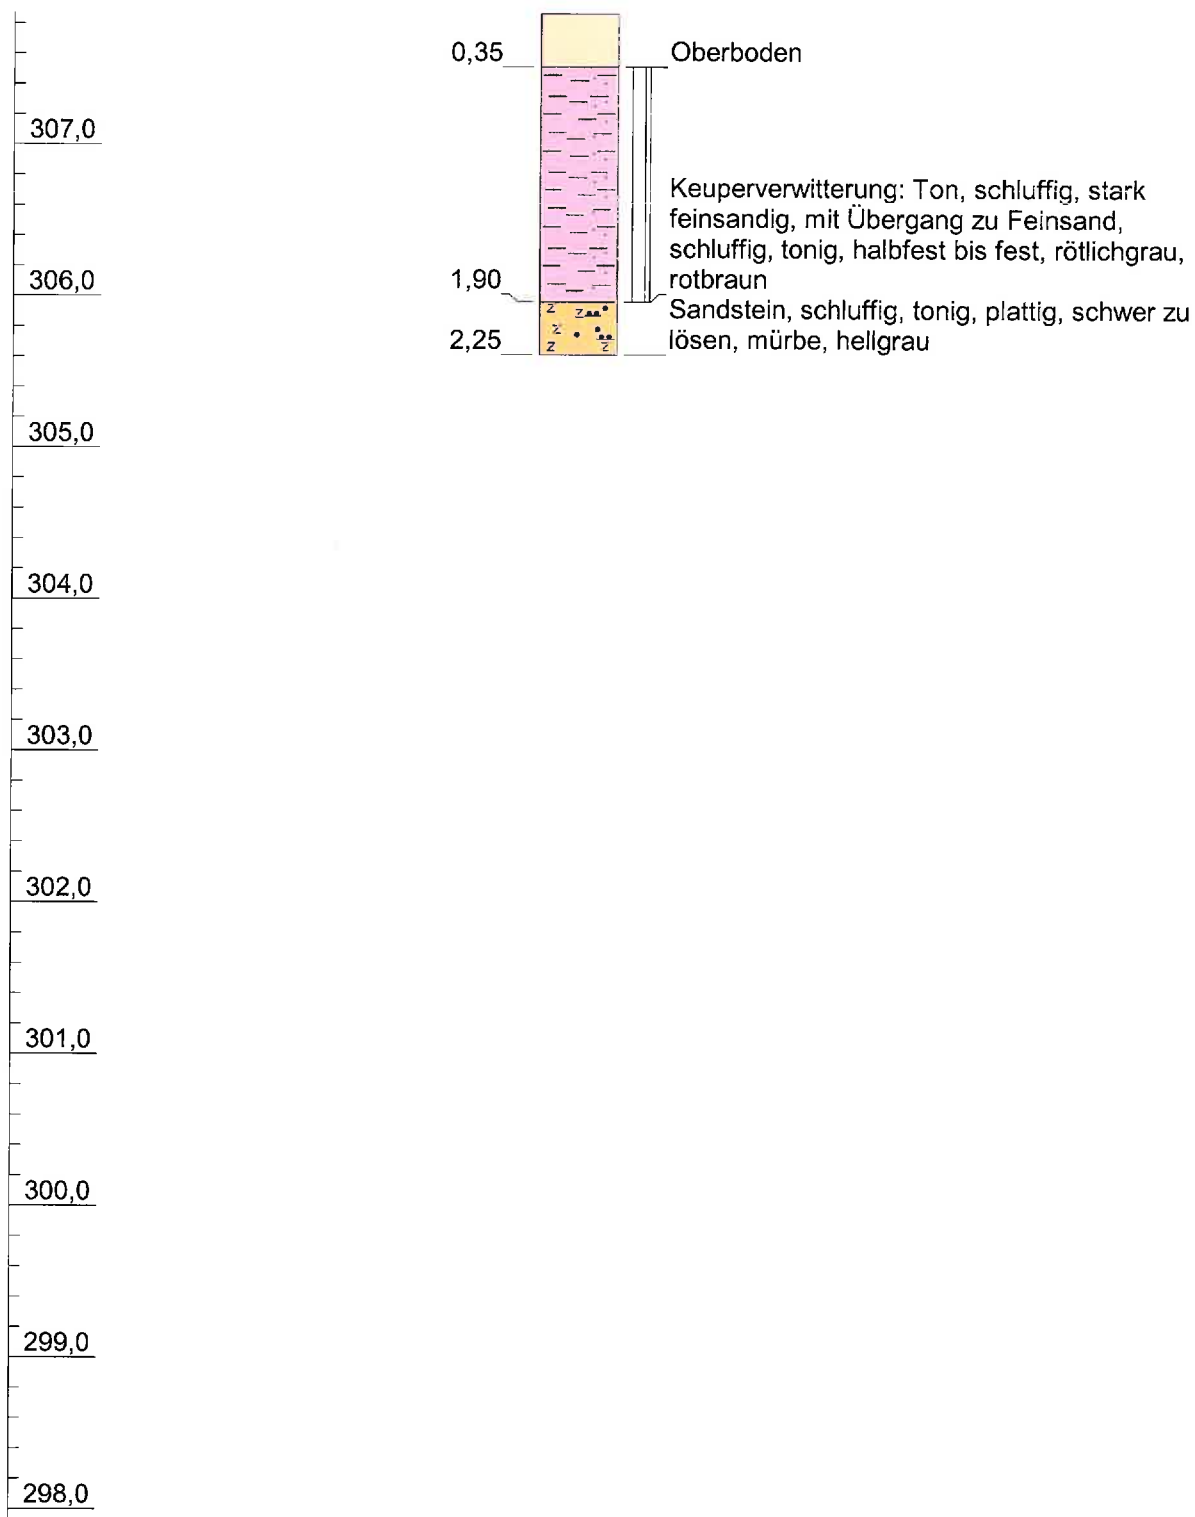 0,35 Oberboden
307,0
Keuperverwitterung: Ton, schluffig, stark
feinsandig, mit Übergang zu Feinsand,
schluffig, tonig, halbfest bis fest, rötlichgrau,
306,0 1,90 rotbraun
Sandstein, schluffig, tonig, plattig, schwer zu
2,25 lösen, mürbe, hellgrau
305,0
304,0
303,0
302,0
301,0
300,0
299,0
298,0